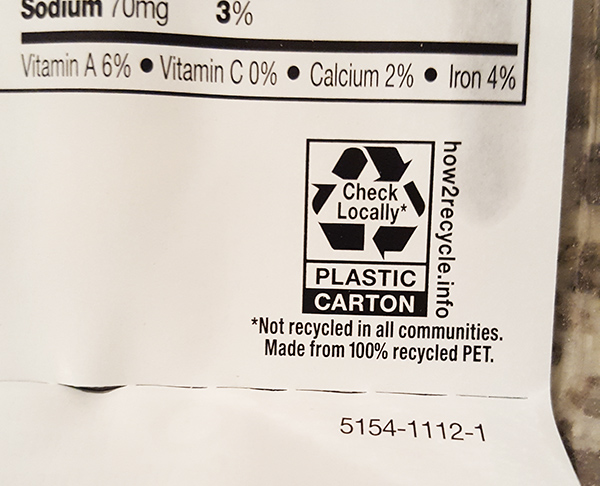 Sodium 70mg 3%
Vitamin A 6% ● Vitamin C 0% ● Calcium 2% ● Iron 4%
Check
Locally*
PLASTIC
CARTON
how2recycle.info
*Not recycled in all communities.
Made from 100% recycled PET.
5154-1112-1